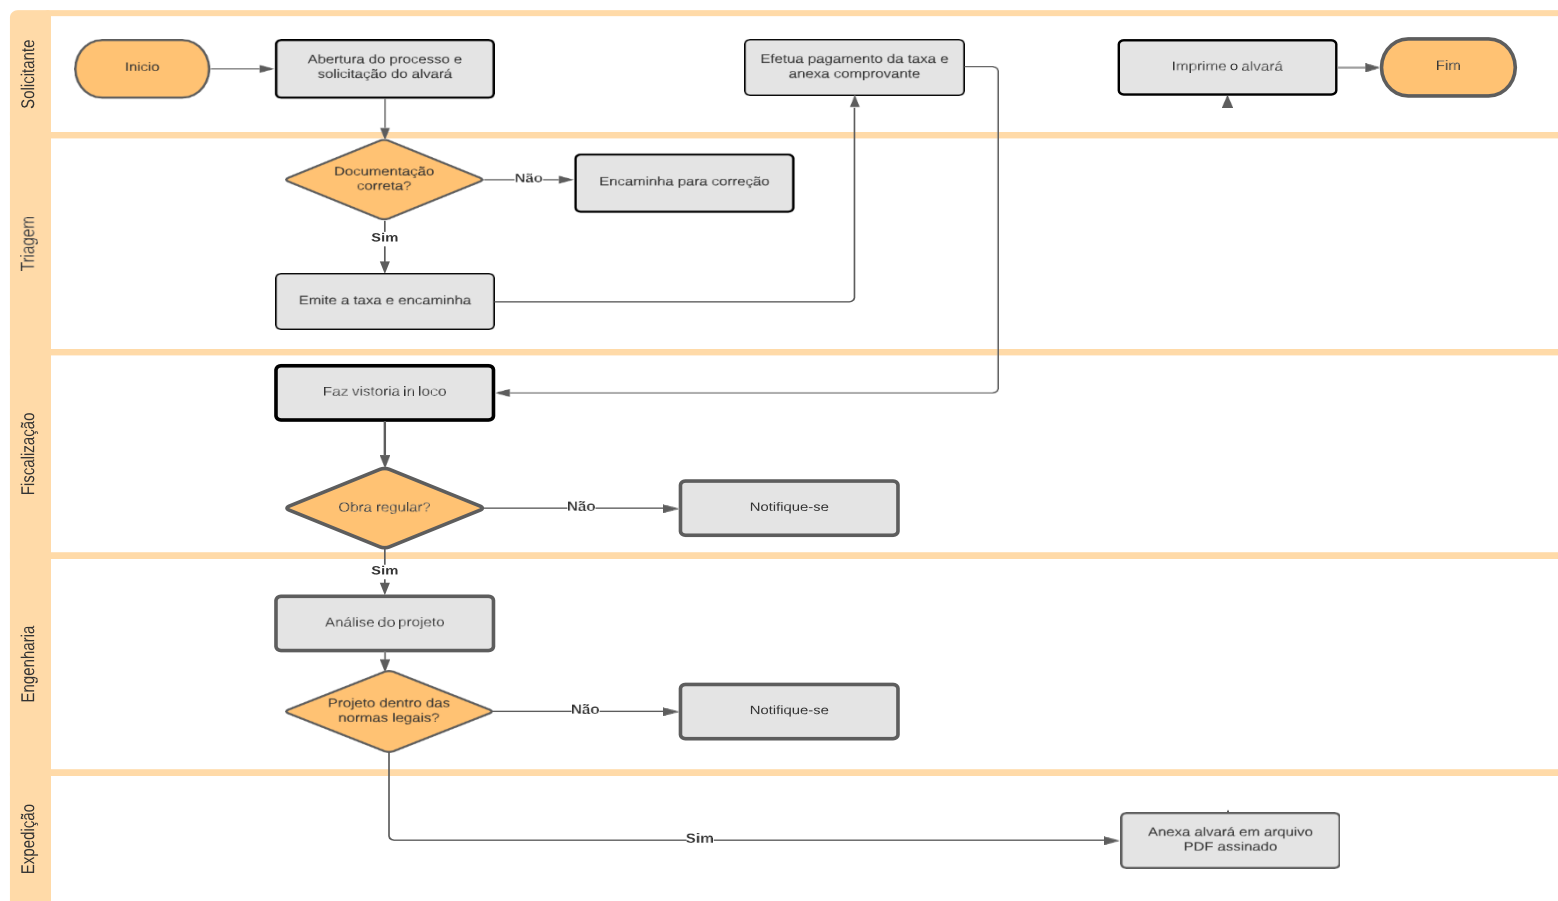 Solicitante
Inicio
Abertura do processo e
solicitação do alvará
Efetua pagamento da taxa e
anexa comprovante
Imprime o alvará
Fim
Triagem
Documentação
correta?
Não
Encaminha para correção
Sim
Emite a taxa e encaminha
Fiscalização
Faz vistoria in loco
Obra regular?
Não
Notifique-se
Sim
Engenharia
Análise do projeto
Projeto dentro das
normas legais?
Não
Notifique-se
Expedição
Sim
Anexa alvará em arquivo
PDF assinado